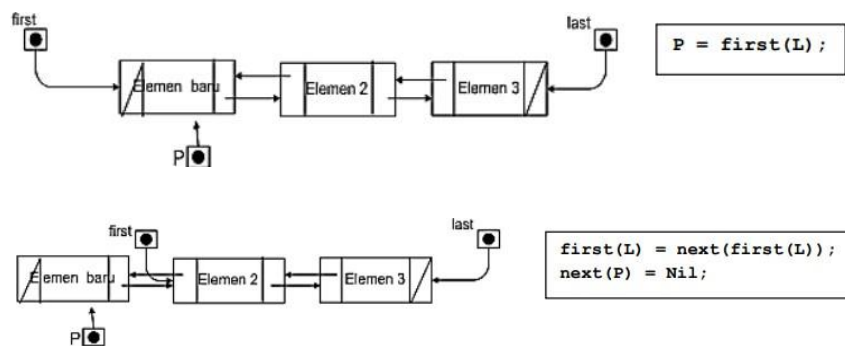 first
last
P = first(L);
Elemen baru
Elemen 2
Elemen 3
P
first
last
first(L) = next(first(L));
next(P) = Nil;
Elemen baru
Elemen 2
Elemen 3
P